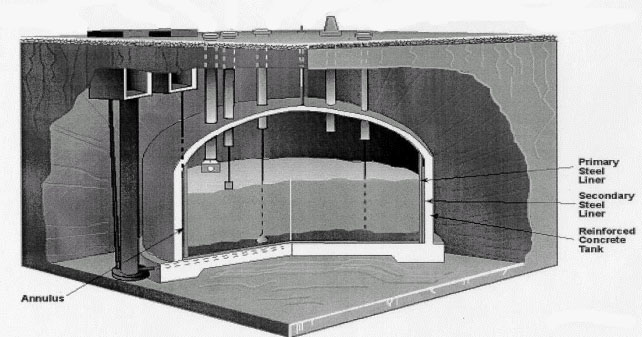 Primary
Steel
Liner
Secondary
Steel
Liner
Reinforced
Concrete
Tank
Annulus